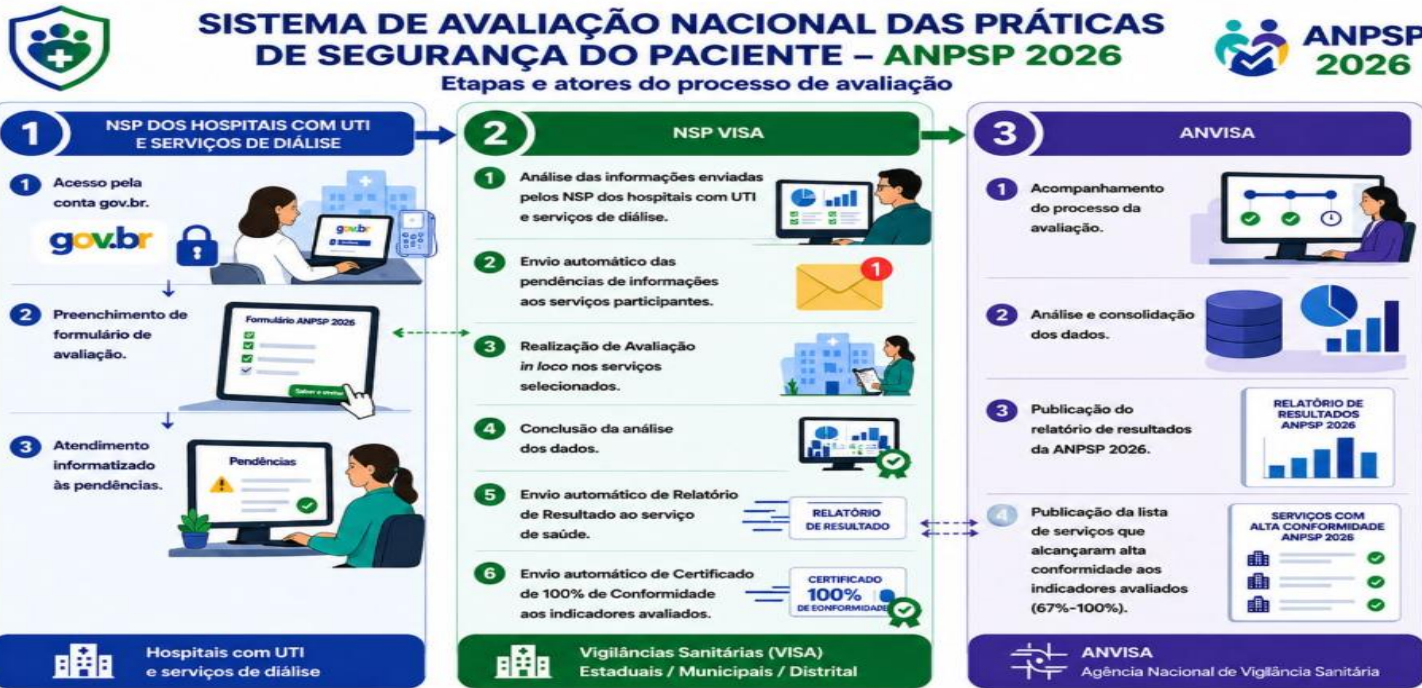 SISTEMA DE AVALIAÇÃO NACIONAL DAS PRÁTICAS
DE SEGURANÇA DO PACIENTE – ANPSP 2026
Etapas e atores do processo de avaliação
ANPSP
2026
1
NSP DOS HOSPITAIS COM UTI
E SERVIÇOS DE DIÁLISE
1 Acesso pela
conta gov.br.
gov.br
gov.br
2 Preenchimento de
formulário de
avaliação.
Formulário ANPSP 2026
3 Atendimento
informatizado
às pendências.
Pendências
Hospitais com UTI
e serviços de diálise
2
NSP VISA
1 Análise das informações enviadas
pelos NSP dos hospitais com UTI
e serviços de diálise.
2 Envio automático das
pendências de informações
aos serviços participantes.
1
3 Realização de Avaliação
in loco nos serviços
selecionados.
4 Conclusão da análise
dos dados.
5 Envio automático de Relatório
de Resultado ao serviço
de saúde.
RELATÓRIO
DE RESULTADO
6 Envio automático de Certificado
de 100% de Conformidade
aos indicadores avaliados.
CERTIFICADO
100%
DE EONFORMIDADE
Vigilâncias Sanitárias (VISA)
Estaduais / Municipais / Distrital
3
ANVISA
1 Acompanhamento
do processo da
avaliação.
2 Análise e consolidação
dos dados.
3 Publicação do
relatório de resultados
da ANPSP 2026.
RELATÓRIO DE
RESULTADOS
ANPSP 2026
4 Publicação da lista
de serviços que
alcançaram alta
conformidade aos
indicadores avaliados
(67%-100%).
SERVIÇOS COM
ALTA CONFORMIDADE
ANPSP 2026
ANVISA
Agência Nacional de Vigilância Sanitária